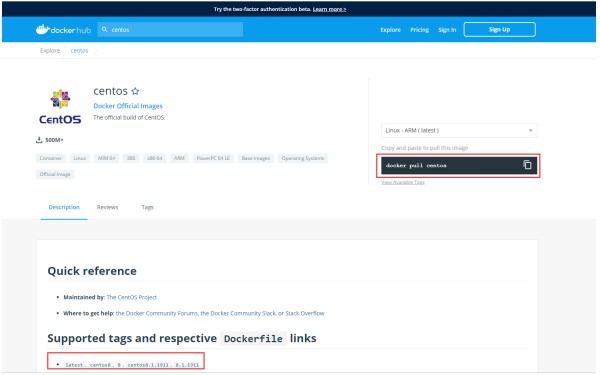 Try the two-factor authentication beta. Learn more >
docker hub centos Explore Pricing Sign In Sign Up
Explore centos
centos ☆
Docker Official Images
The official build of CentOS.
CentOS
500M+
Linux - ARM ( latest )
Copy and paste to pull this image
docker pull centos
View Available Tags
Container Linux ARM 64 386 x86-64 ARM PowerPC 64 LE Base Images Operating Systems
Official Image
Description Reviews Tags
Quick reference
• Maintained by: The CentOS Project
• Where to get help: the Docker Community Forums, the Docker Community Slack, or Stack Overflow
Supported tags and respective Dockerfile links
• latest, centos8, 8, centos8.1.1911, 8.1.1911